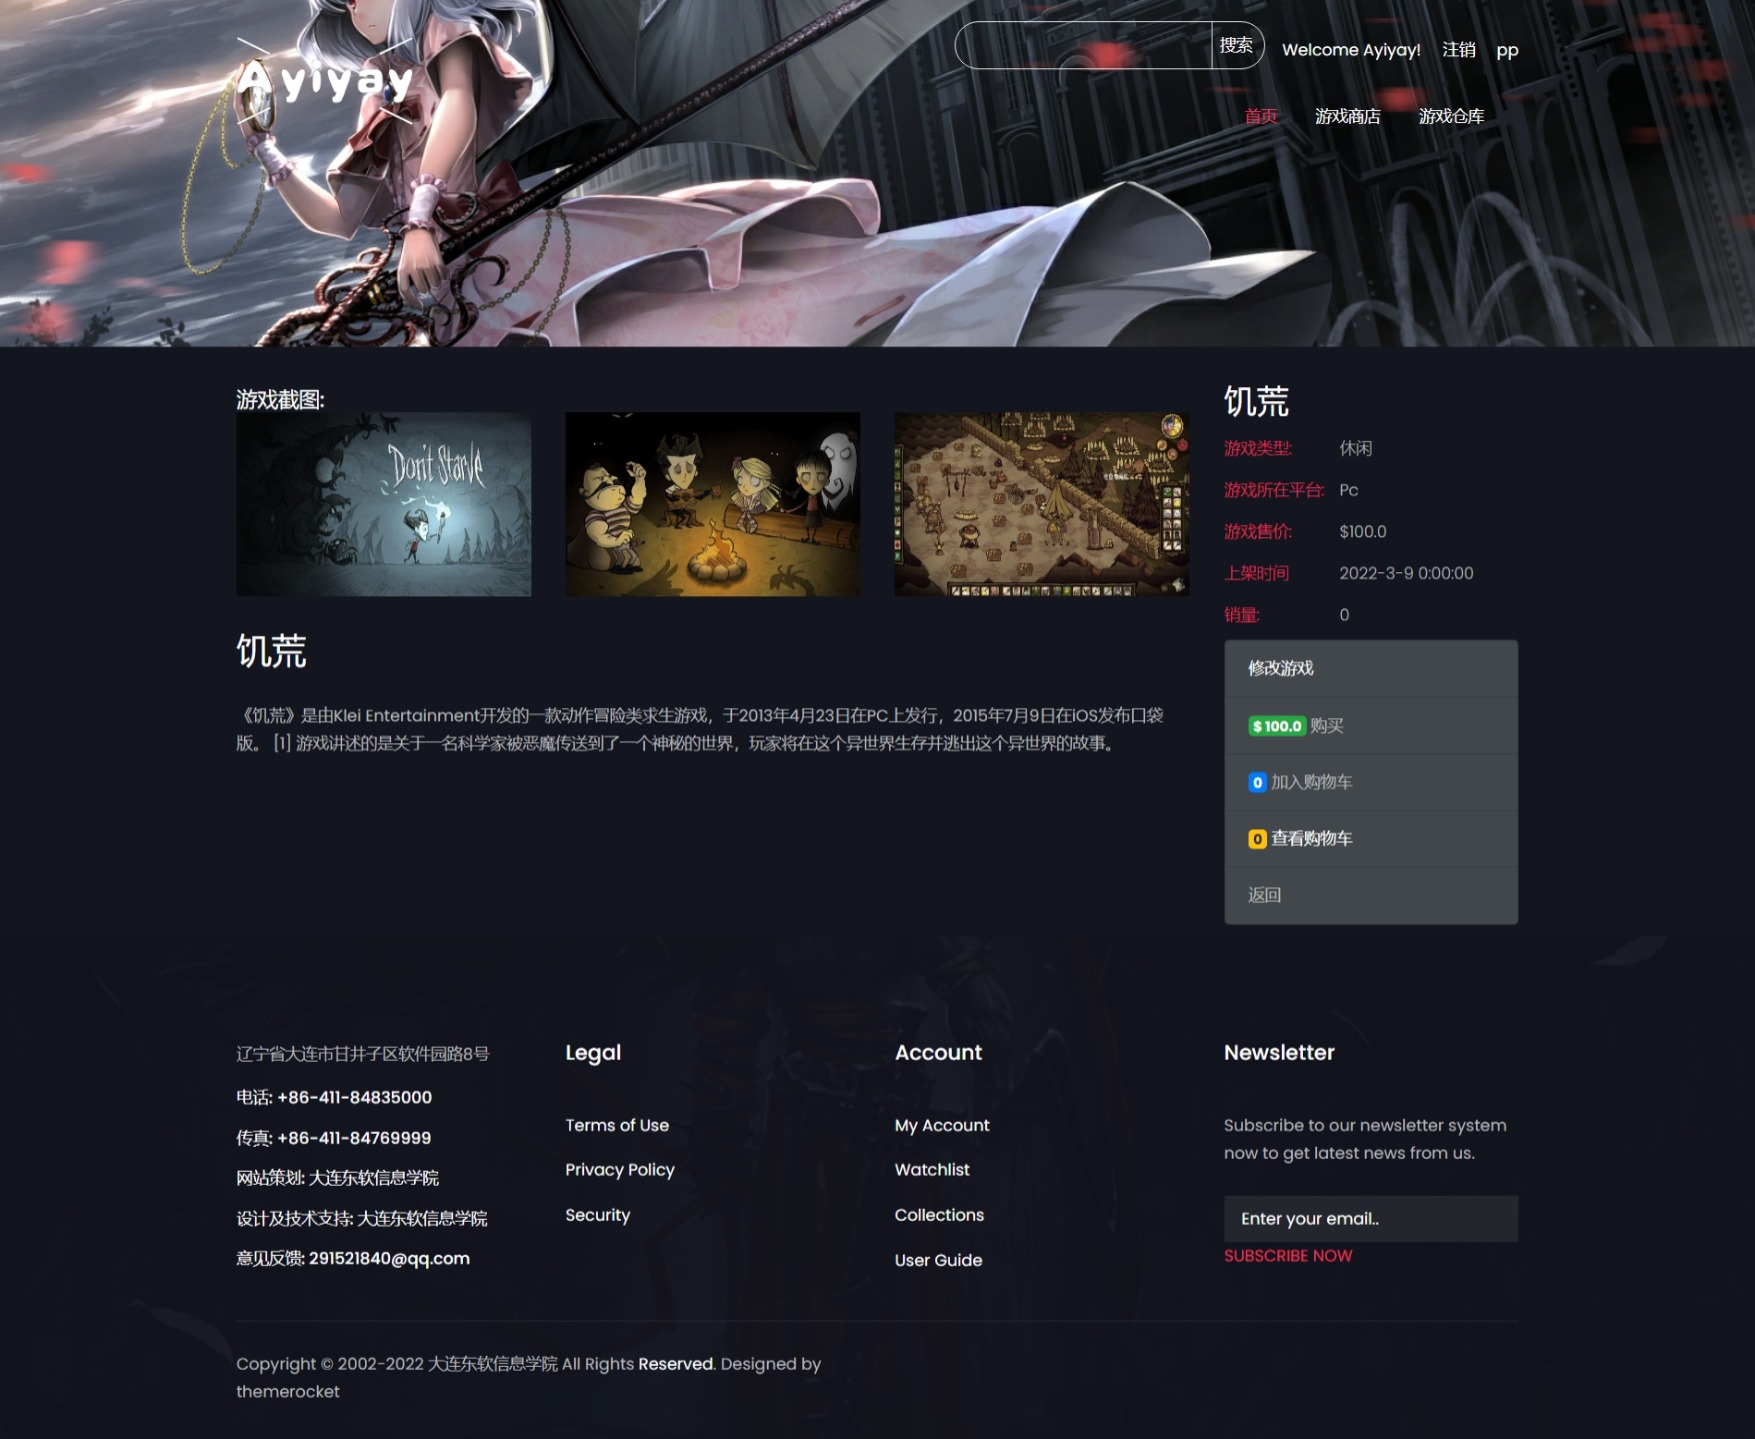 Ayiyay
搜索
Welcome Ayiyay! 注销 pp
首页 游戏商店 游戏仓库
游戏截图:
Don't Starve
饥荒
《饥荒》是由Klei Entertainment开发的一款动作冒险类求生游戏，于2013年4月23日在PC上发行，2015年7月9日在iOS发布口袋
版。 [1] 游戏讲述的是关于一名科学家被恶魔传送到了一个神秘的世界，玩家将在这个异世界生存并逃出这个异世界的故事。
饥荒
游戏类型: 休闲
游戏所在平台: Pc
游戏售价: $100.0
上架时间 2022-3-9 0:00:00
销量: 0
修改游戏
$ 100.0 购买
0 加入购物车
0 查看购物车
返回
辽宁省大连市甘井子区软件园路8号
电话: +86-411-84835000
传真: +86-411-84769999
网站策划: 大连东软信息学院
设计及技术支持: 大连东软信息学院
意见反馈: 291521840@qq.com
Legal
Terms of Use
Privacy Policy
Security
Account
My Account
Watchlist
Collections
User Guide
Newsletter
Subscribe to our newsletter system
now to get latest news from us.
Enter your email..
SUBSCRIBE NOW
Copyright © 2002-2022 大连东软信息学院 All Rights Reserved. Designed by
themerocket